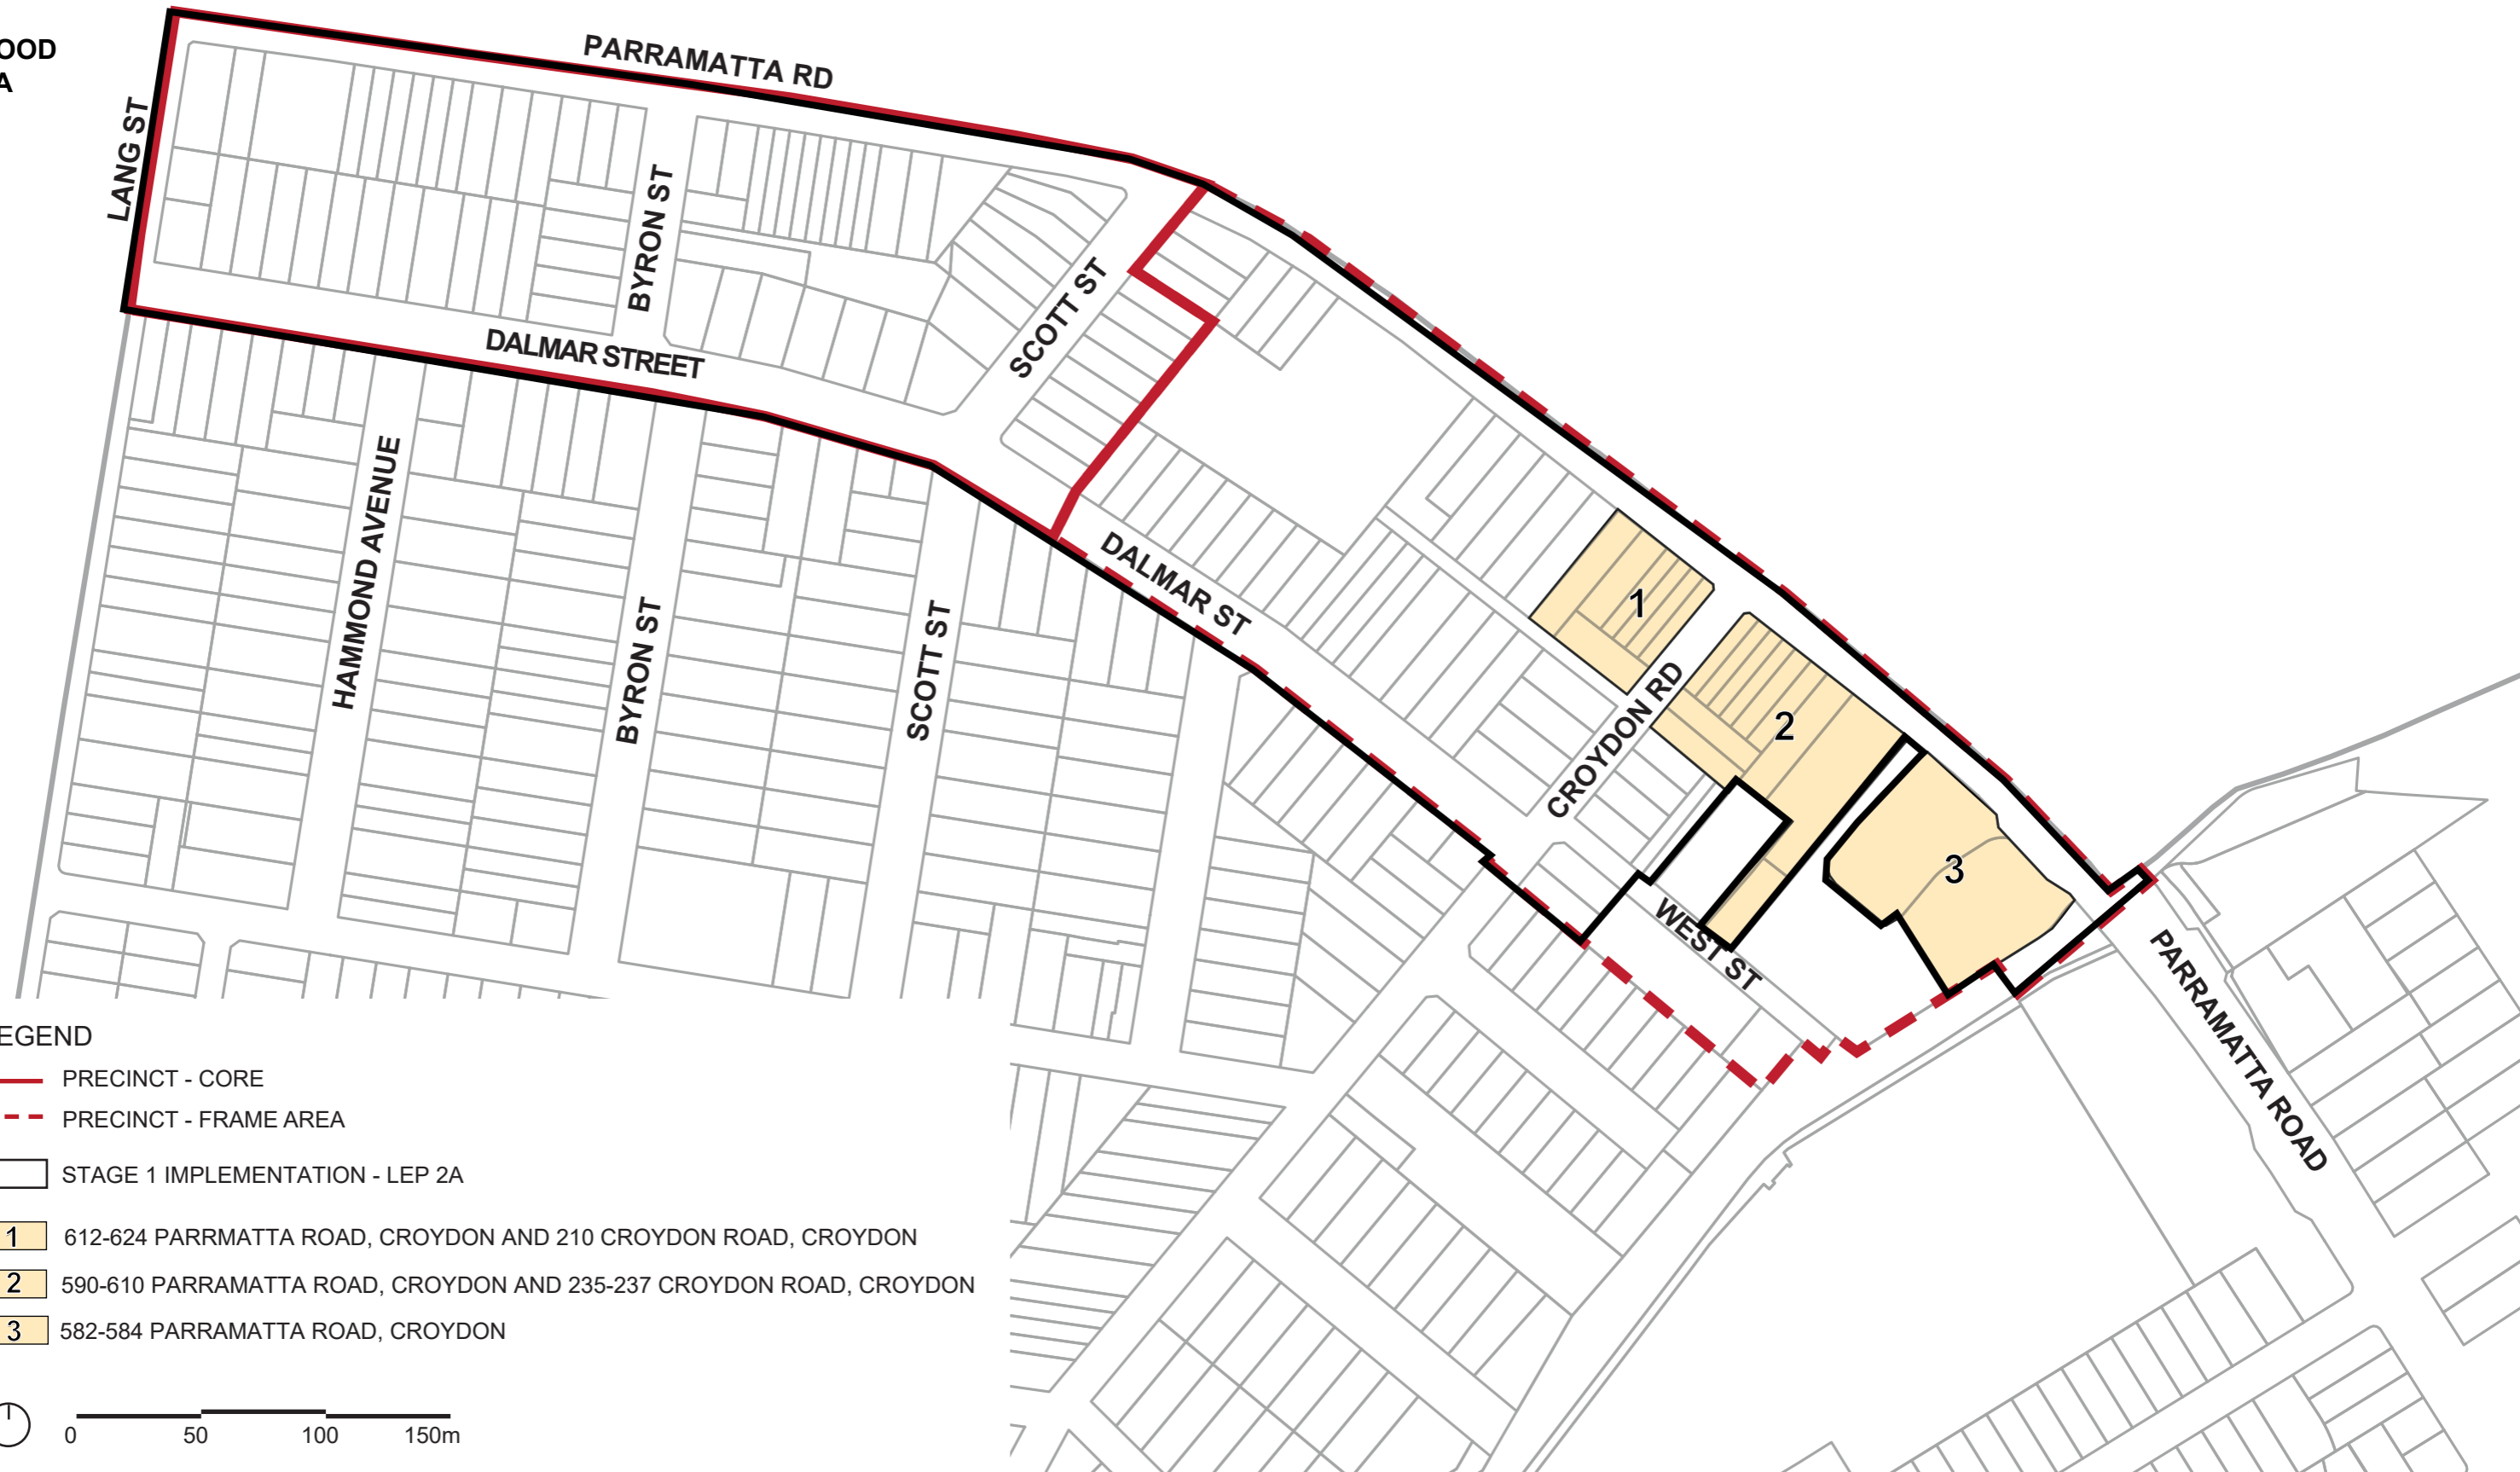 OOD
A
PARRAMATTA RD
LANG ST
BYRON ST
SCOTT ST
DALMAR STREET
HAMMOND AVENUE
DALMAR ST
BYRON ST
SCOTT ST
1
CROYDON RD
2
3
WEST ST
PARRAMATTA ROAD
EGEND
PRECINCT - CORE
PRECINCT - FRAME AREA
STAGE 1 IMPLEMENTATION - LEP 2A
1 612-624 PARRMATTA ROAD, CROYDON AND 210 CROYDON ROAD, CROYDON
2 590-610 PARRAMATTA ROAD, CROYDON AND 235-237 CROYDON ROAD, CROYDON
3 582-584 PARRAMATTA ROAD, CROYDON
0 50 100 150m